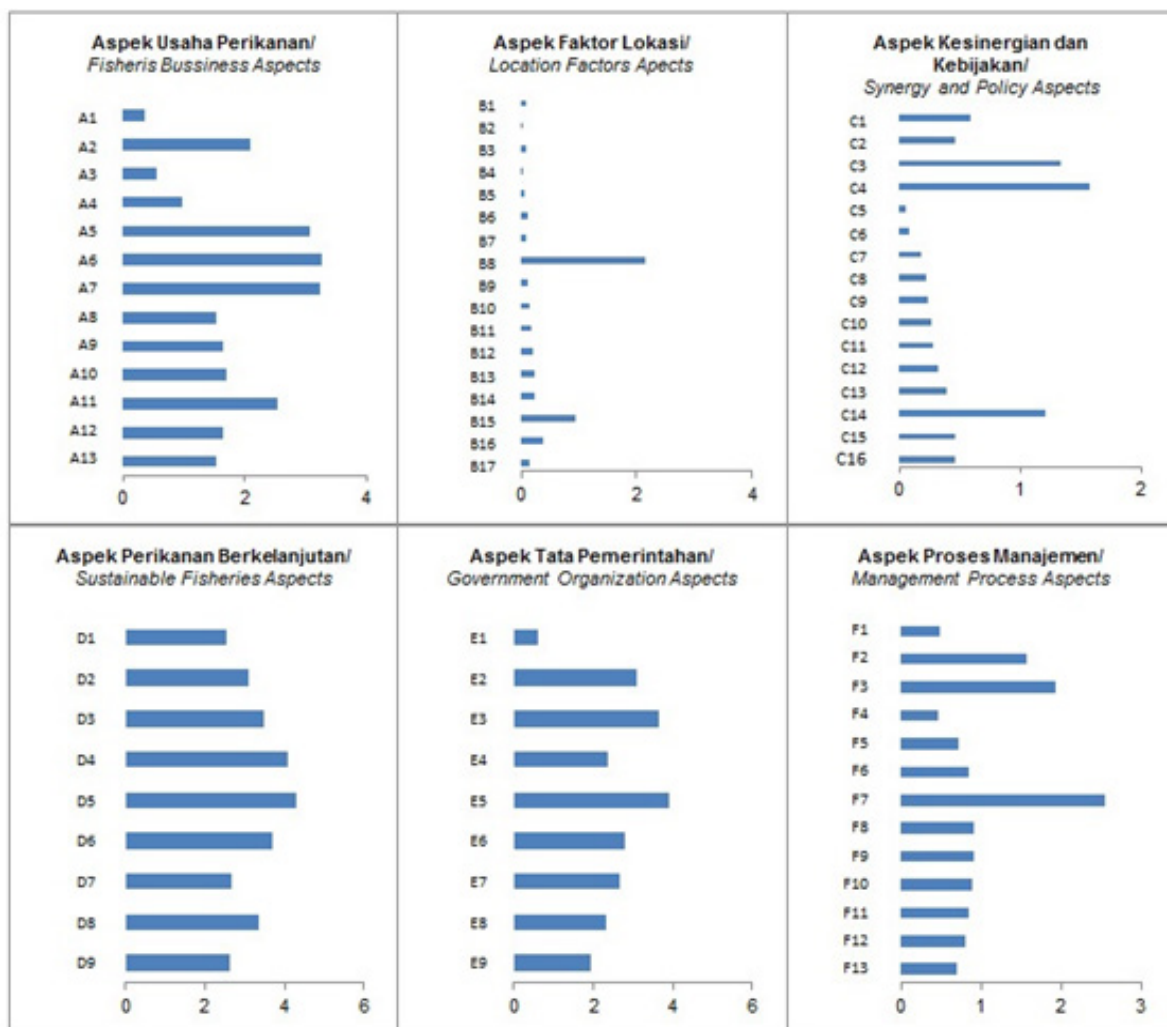 Aspek Usaha Perikanan/
Fisheris Bussiness Aspects
A1
A2
A3
A4
A5
A6
A7
A8
A9
A10
A11
A12
A13
0 2 4
Aspek Faktor Lokasi/
Location Factors Apects
B1
B2
B3
B4
B5
B6
B7
B8
B9
B10
B11
B12
B13
B14
B15
B16
B17
0 2 4
Aspek Kesinergian dan
Kebijakan/
Synergy and Policy Aspects
C1
C2
C3
C4
C5
C6
C7
C8
C9
C10
C11
C12
C13
C14
C15
C16
0 1 2
Aspek Perikanan Berkelanjutan/
Sustainable Fisheries Aspects
D1
D2
D3
D4
D5
D6
D7
D8
D9
0 2 4 6
Aspek Tata Pemerintahan/
Government Organization Aspects
E1
E2
E3
E4
E5
E6
E7
E8
E9
0 2 4 6
Aspek Proses Manajemen/
Management Process Aspects
F1
F2
F3
F4
F5
F6
F7
F8
F9
F10
F11
F12
F13
0 1 2 3